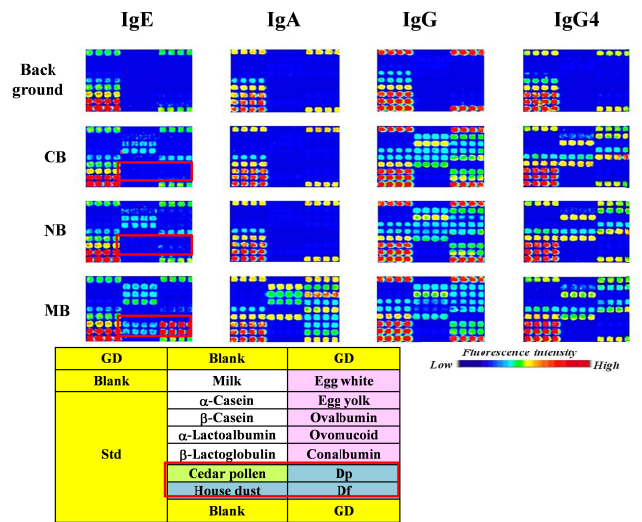 IgE IgA IgG IgG4
Back
ground
CB
NB
MB
Fluorescence intensity
Low High
GD Blank GD
Blank Milk Egg white
α-Casein Egg yolk
β-Casein Ovalbumin
α-Lactoalbumin Ovomucoid
Std β-Lactoglobulin Conalbumin
Cedar pollen Dp
House dust Df
Blank GD